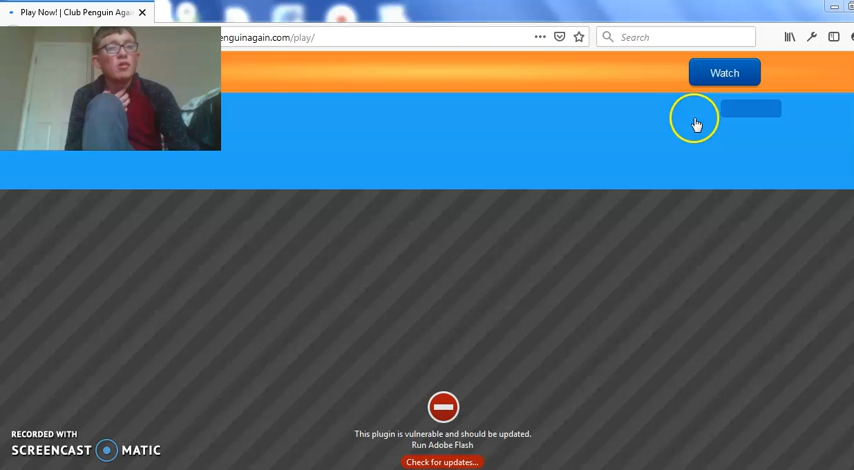 Play Now! | Club Penguin Aga
enguinagain.com/play/
Search
Watch
This plugin is vulnerable and should be updated.
Run Adobe Flash
Check for updates...
RECORDED WITH
SCREENCAST MATIC